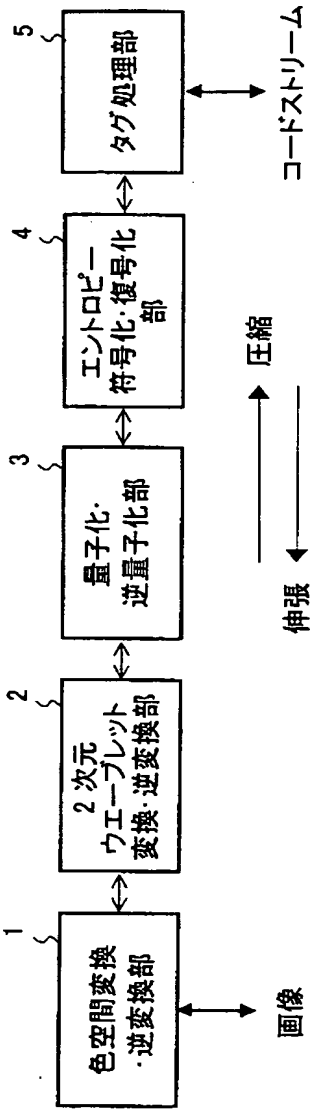 1
色空間変換
・逆変換部
画像
2
2次元
ウエーブレット
変換・逆変換部
3
量子化・
逆量子化部
4
エントロピー
符号化・復号化
部
5
タグ処理部
コードストリーム
圧縮
伸張